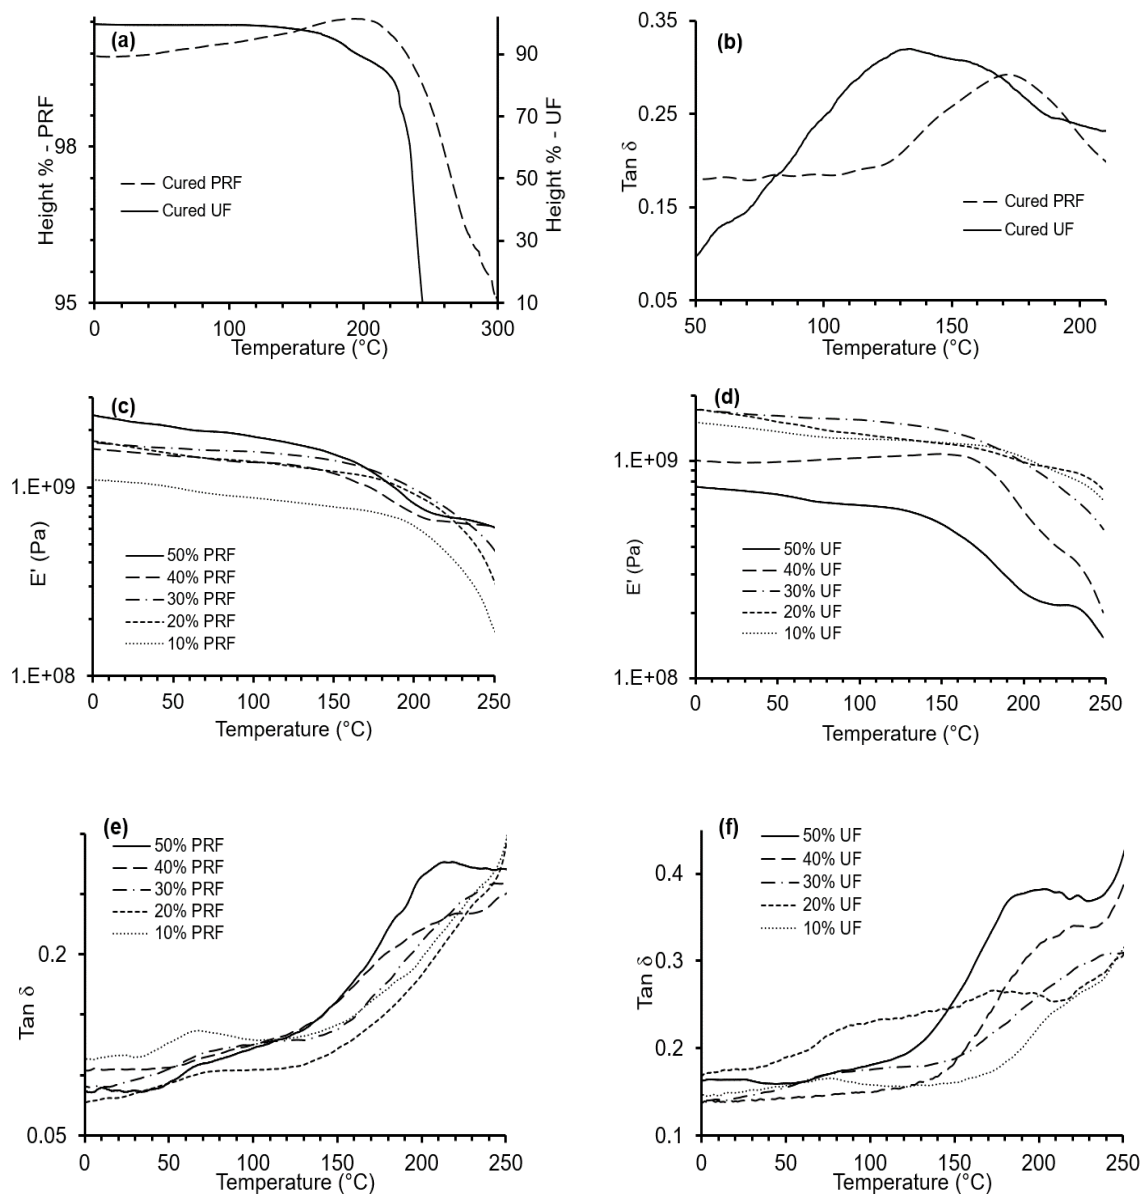 (a)
Height % - PRF
98
95
90
70
50
30
10
Height % - UF
Cured PRF
Cured UF
0
100
200
300
Temperature (°C)
(b)
Tan δ
0.35
0.25
0.15
0.05
Cured PRF
Cured UF
50
100
150
200
Temperature (°C)
(c)
E' (Pa)
1.E+09
1.E+08
50% PRF
40% PRF
30% PRF
20% PRF
10% PRF
0
50
100
150
200
250
Temperature (°C)
(d)
E' (Pa)
1.E+09
1.E+08
50% UF
40% UF
30% UF
20% UF
10% UF
0
50
100
150
200
250
Temperature (°C)
(e)
Tan δ
0.2
0.05
50% PRF
40% PRF
30% PRF
20% PRF
10% PRF
0
50
100
150
200
250
Temperature (°C)
(f)
Tan δ
0.4
0.3
0.2
0.1
50% UF
40% UF
30% UF
20% UF
10% UF
0
50
100
150
200
250
Temperature (°C)